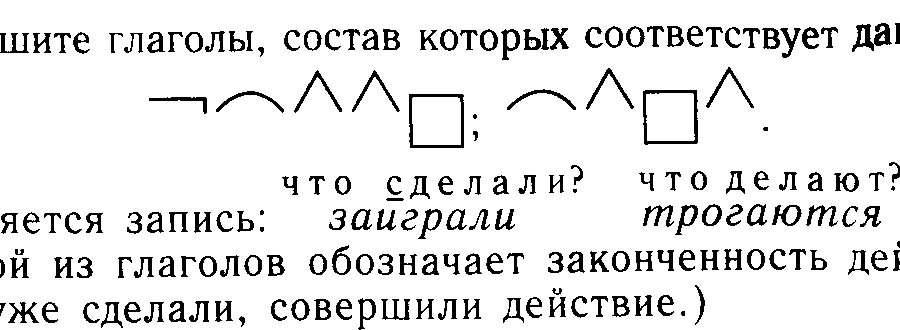 шите глаголы, состав которых соответствует да
;
.
что сделали? что делают?
яется запись: заиграли трогаются
ой из глаголов обозначает законченность де
уже сделали, совершили действие.)